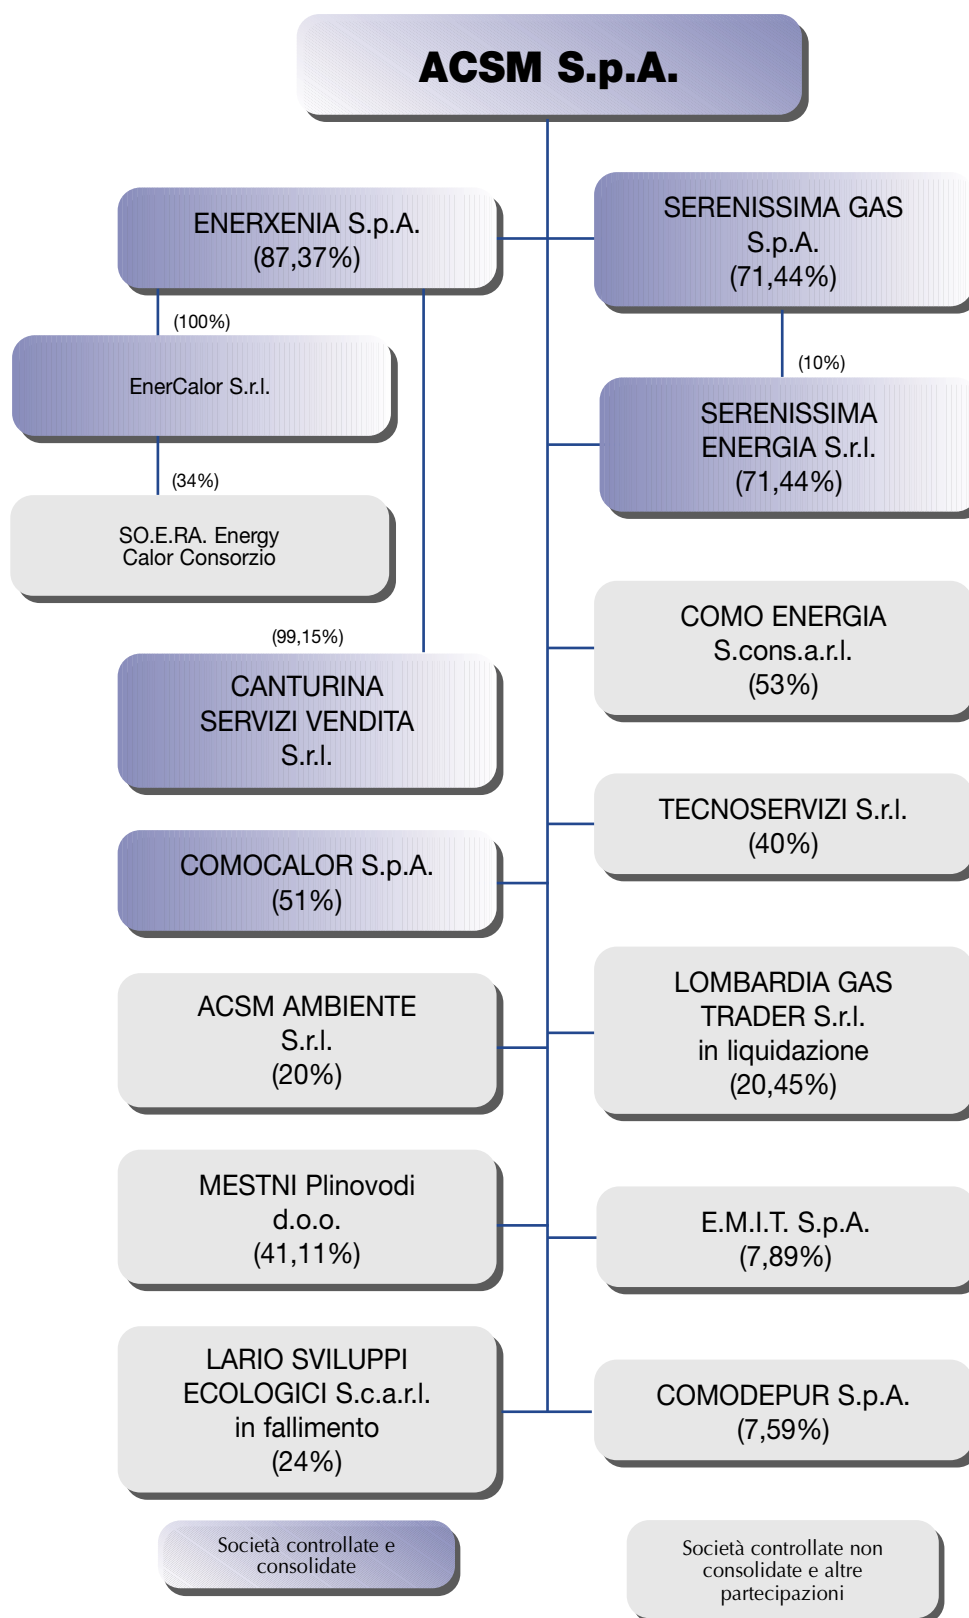 ACSM S.p.A.
ENERXENIA S.p.A.
(87,37%)
SERENISSIMA GAS
S.p.A.
(71,44%)
(100%)
EnerCalor S.r.l.
(10%)
SERENISSIMA
ENERGIA S.r.l.
(71,44%)
(34%)
SO.E.RA. Energy
Calor Consorzio
COMO ENERGIA
S.cons.a.r.l.
(53%)
(99,15%)
CANTURINA
SERVIZI VENDITA
S.r.l.
TECNOSERVIZI S.r.l.
(40%)
COMOCALOR S.p.A.
(51%)
LOMBARDIA GAS
TRADER S.r.l.
in liquidazione
(20,45%)
ACSM AMBIENTE
S.r.l.
(20%)
MESTNI Plinovodi
d.o.o.
(41,11%)
E.M.I.T. S.p.A.
(7,89%)
LARIO SVILUPPI
ECOLOGICI S.c.a.r.l.
in fallimento
(24%)
COMODEPUR S.p.A.
(7,59%)
Società controllate e
consolidate
Società controllate non
consolidate e altre
partecipazioni